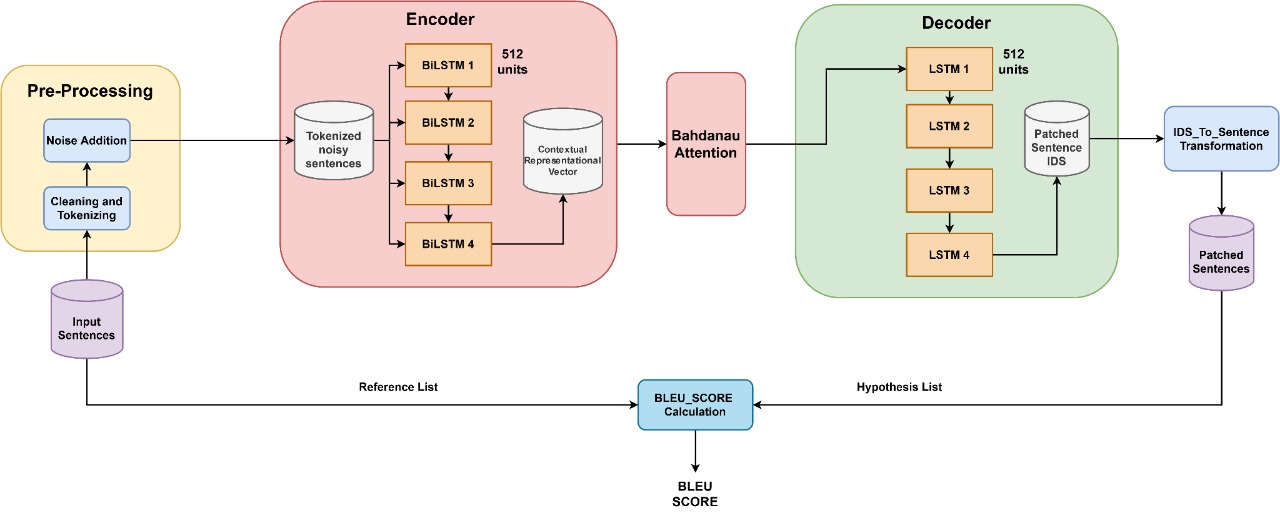 Pre-Processing
Noise Addition
Cleaning and
Tokenizing
Input
Sentences
Encoder
Tokenized
noisy
sentences
BiLSTM 1
512
units
BiLSTM 2
BiLSTM 3
BiLSTM 4
Contextual
Representational
Vector
Bahdanau
Attention
Decoder
LSTM 1
512
units
LSTM 2
LSTM 3
LSTM 4
Patched
Sentence
IDS
IDS_To_Sentence
Transformation
Patched
Sentences
Reference List
BLEU_SCORE
Calculation
Hypothesis List
BLEU
SCORE